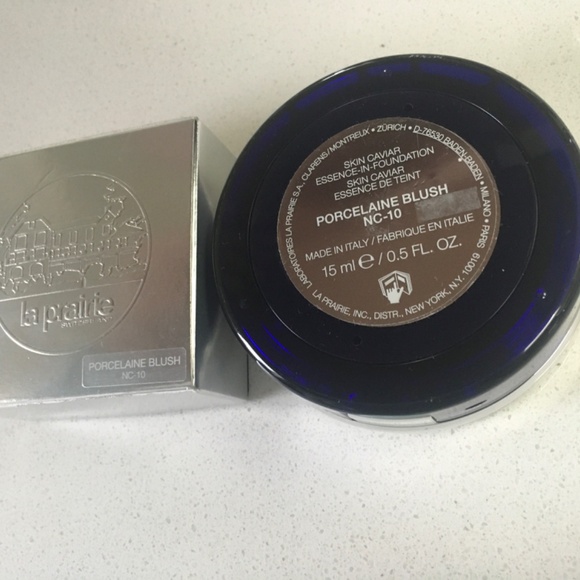 la prairie
PORCELAINE BLUSH
NC-10
LABORATOIRES LA PRAIRIE S.A., CLARENS/MONTREUX • ZÜRICH • D-76530 BADEN-BADEN • MILANO • PARIS
SKIN CAVIAR
ESSENCE-IN-FOUNDATION
SKIN CAVIAR
ESSENCE DE TEINT
PORCELAINE BLUSH
NC-10
MADE IN ITALY / FABRIQUÉ EN ITALIE
15 ml ℮ / 0.5 FL. OZ.
LA PRAIRIE, INC., DISTR., NEW YORK, N.Y. 10019